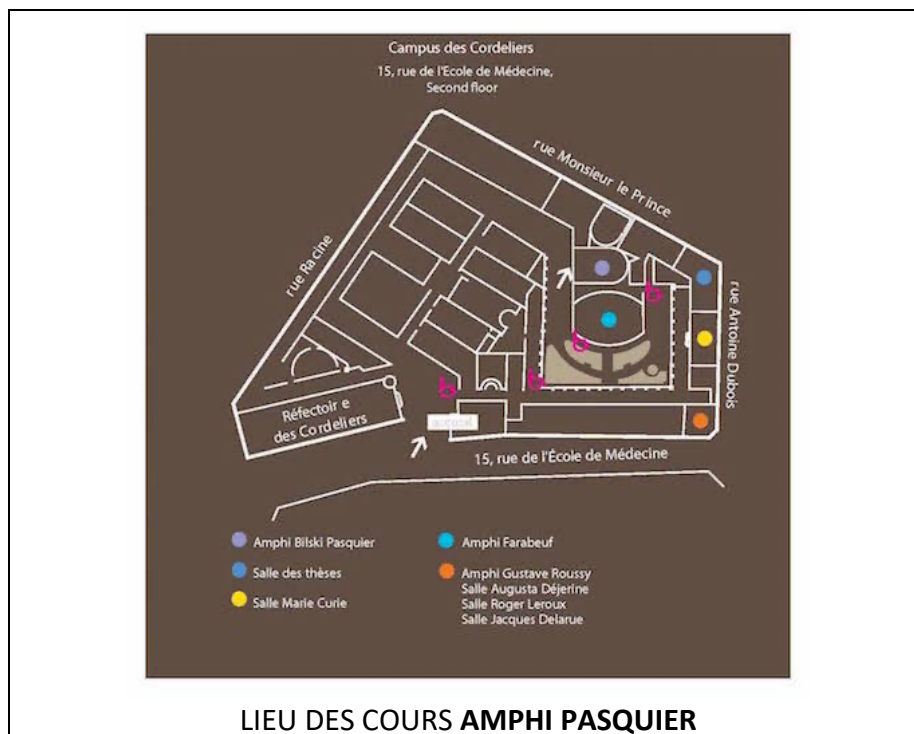 Campus des Cordeliers
15, rue de l'Ecole de Médecine,
Second floor
rue Monsieur le Prince
rue Racine
rue Antoine Dubois
Réfectoir e
des Cordeliers
15, rue de l'École de Médecine
Amphi Bilski Pasquier
Salle des thèses
Salle Marie Curie
Amphi Farabeuf
Amphi Gustave Roussy
Salle Augusta Déjerine
Salle Roger Leroux
Salle Jacques Delarue
LIEU DES COURS AMPHI PASQUIER